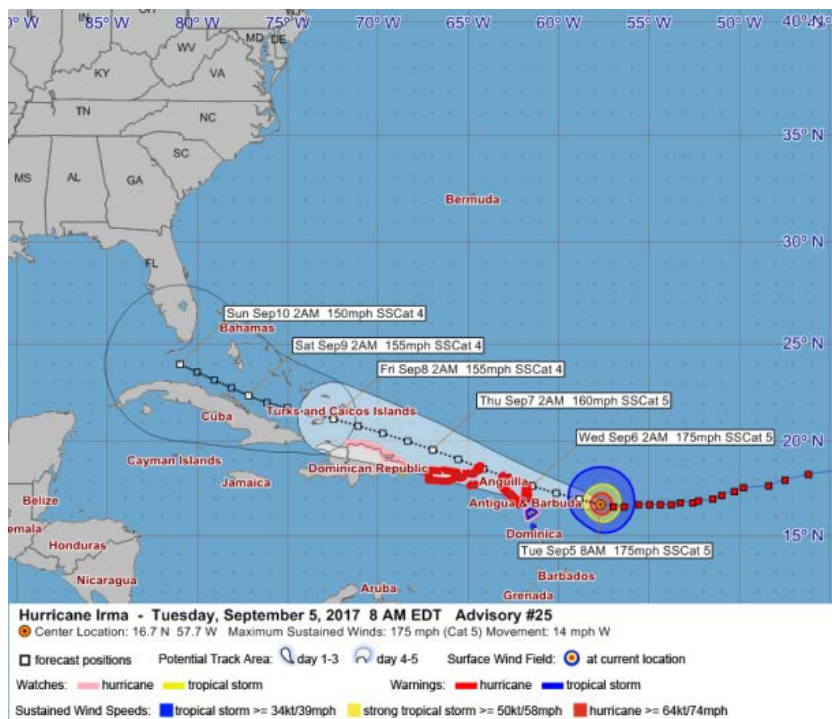 90° W
85° W
80° W
75° W
70° W
65° W
60° W
55° W
50° W
40° N
IN
OH
MD
DE
NJ
WV
KY
VA
TN
NC
35° N
SC
MS
AL
GA
Bermuda
30° N
FL
Sun Sep10 2AM 150mph SSCat 4
Bahamas
25° N
Sat Sep9 2AM 155mph SSCat 4
Fri Sep8 2AM 155mph SSCat 4
Turks and Caicos Islands
Thu Sep7 2AM 160mph SSCat 5
Cuba
Wed Sep6 2AM 175mph SSCat 5
20° N
Cayman Islands
Dominican Republic
Jamaica
Anguilla
Antigua & Barbuda
Belize
Dominica
15° N
emala
Honduras
Tue Sep5 8AM 175mph SSCat 5
Nicaragua
Barbados
Aruba
Grenada
Hurricane Irma - Tuesday, September 5, 2017 8 AM EDT Advisory #25
Center Location: 16.7 N 57.7 W Maximum Sustained Winds: 175 mph (Cat 5) Movement: 14 mph W
forecast positions Potential Track Area: day 1-3 day 4-5 Surface Wind Field: at current location
Watches: hurricane tropical storm Warnings: hurricane tropical storm
Sustained Wind Speeds: tropical storm >= 34kt/39mph strong tropical storm >= 50kt/58mph hurricane >= 64kt/74mph